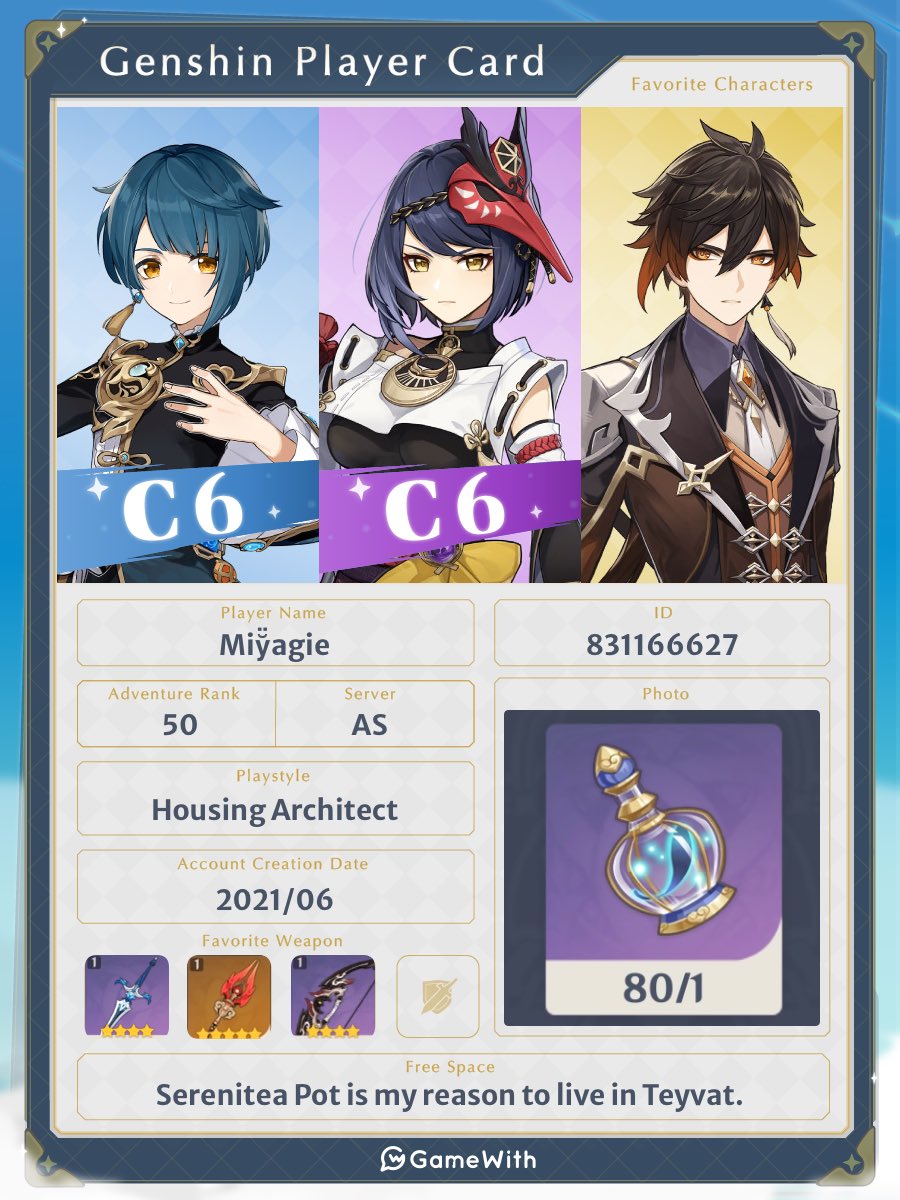 Genshin Player Card
Favorite Characters
C6
C6
Player Name
Miÿ̆agie
ID
831166627
Adventure Rank
50
Server
AS
Photo
80/1
Playstyle
Housing Architect
Account Creation Date
2021/06
Favorite Weapon
1
1
1
Free Space
Serenitea Pot is my reason to live in Teyvat.
GameWith